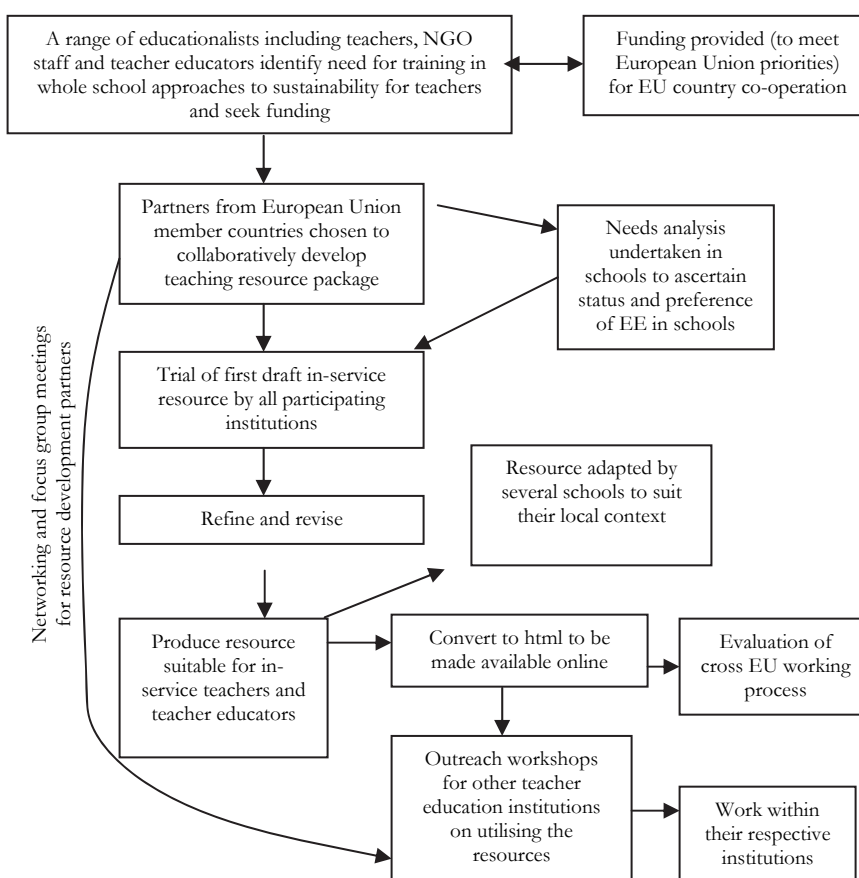 A range of educationalists including teachers, NGO
staff and teacher educators identify need for training in
whole school approaches to sustainability for teachers
and seek funding
Funding provided (to meet
European Union priorities)
for EU country co-operation
Partners from European Union
member countries chosen to
collaboratively develop
teaching resource package
Needs analysis
undertaken in
schools to ascertain
status and preference
of EE in schools
Networking and focus group meetings
for resource development partners
Trial of first draft in-service
resource by all participating
institutions
Resource adapted by
several schools to suit
their local context
Refine and revise
Produce resource
suitable for in-
service teachers and
teacher educators
Convert to html to be
made available online
Evaluation of
cross EU working
process
Outreach workshops
for other teacher
education institutions
on utilising the
resources
Work within
their respective
institutions